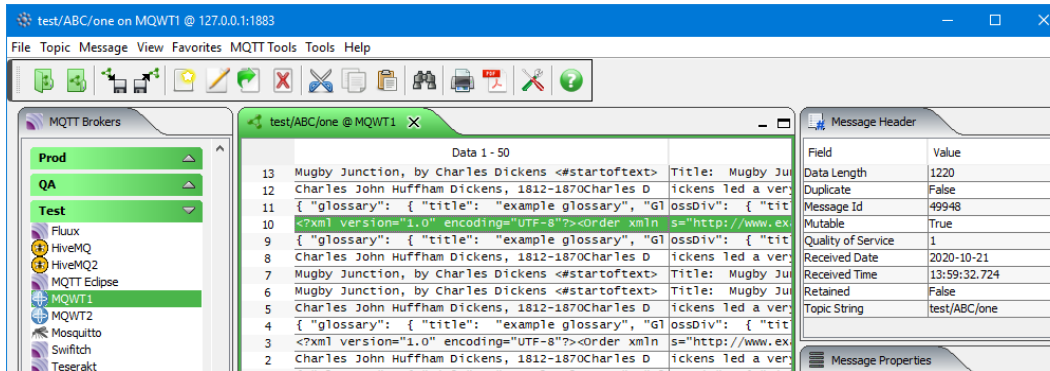 test/ABC/one on MQWT1 @ 127.0.0.1:1883
File Topic Message View Favorites MQTT Tools Tools Help
PDF
MQTT Brokers
Prod
QA
Test
Fluux
HiveMQ
HiveMQ2
MQTT Eclipse
MQWT1
MQWT2
Mosquitto
Swifitch
Teserakt
test/ABC/one @ MQWT1
Data 1 - 50
13 Mugby Junction, by Charles Dickens <#startoftext> Title: Mugby Ju
12 Charles John Huffham Dickens, 1812-1870Charles D ickens led a very
11 { "glossary": { "title": "example glossary", "Gl ossDiv": { "tit
10 <?xml version="1.0" encoding="UTF-8"?><Order xmln s="http://www.ex
9 { "glossary": { "title": "example glossary", "Gl ossDiv": { "tit
8 Charles John Huffham Dickens, 1812-1870Charles D ickens led a very
7 Mugby Junction, by Charles Dickens <#startoftext> Title: Mugby Ju
6 Mugby Junction, by Charles Dickens <#startoftext> Title: Mugby Ju
5 Charles John Huffham Dickens, 1812-1870Charles D ickens led a very
4 { "glossary": { "title": "example glossary", "Gl ossDiv": { "tit
3 <?xml version="1.0" encoding="UTF-8"?><Order xmln s="http://www.ex
2 Charles John Huffham Dickens, 1812-1870Charles D ickens led a very
Message Header
Field Value
Data Length 1220
Duplicate False
Message Id 49948
Mutable True
Quality of Service 1
Received Date 2020-10-21
Received Time 13:59:32.724
Retained False
Topic String test/ABC/one
Message Properties